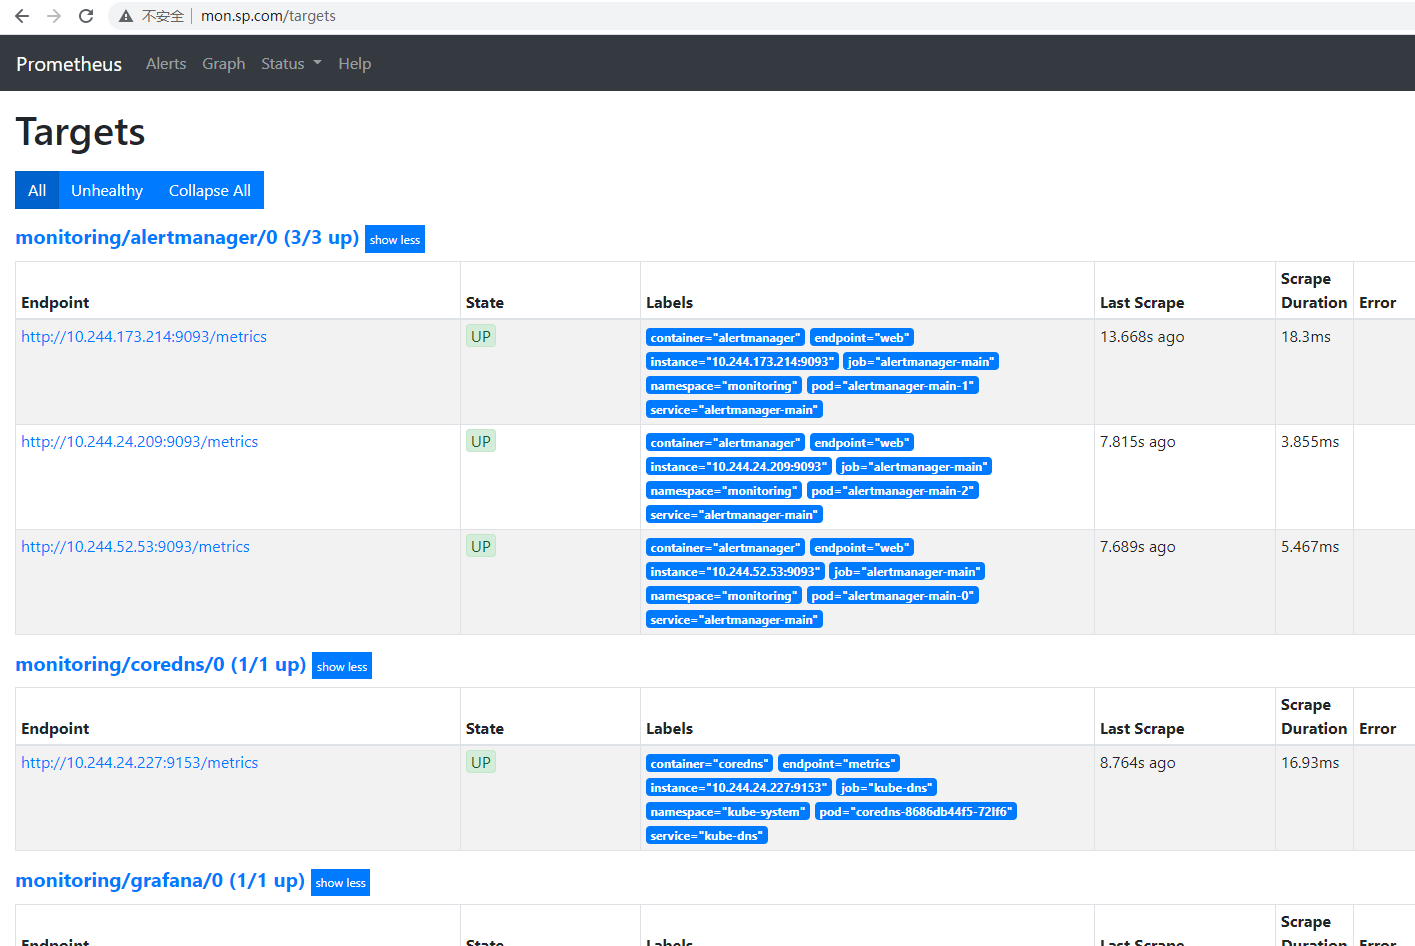 不安全 mon.sp.com/targets
Prometheus Alerts Graph Status Help
Targets
All Unhealthy Collapse All
monitoring/alertmanager/0 (3/3 up) show less
Endpoint State Labels Last Scrape Scrape Duration Error
http://10.244.173.214:9093/metrics UP container="alertmanager" endpoint="web" 13.668s ago 18.3ms
instance="10.244.173.214:9093" job="alertmanager-main"
namespace="monitoring" pod="alertmanager-main-1"
service="alertmanager-main"
http://10.244.24.209:9093/metrics UP container="alertmanager" endpoint="web" 7.815s ago 3.855ms
instance="10.244.24.209:9093" job="alertmanager-main"
namespace="monitoring" pod="alertmanager-main-2"
service="alertmanager-main"
http://10.244.52.53:9093/metrics UP container="alertmanager" endpoint="web" 7.689s ago 5.467ms
instance="10.244.52.53:9093" job="alertmanager-main"
namespace="monitoring" pod="alertmanager-main-0"
service="alertmanager-main"
monitoring/coredns/0 (1/1 up) show less
Endpoint State Labels Last Scrape Scrape Duration Error
http://10.244.24.227:9153/metrics UP container="coredns" endpoint="metrics" 8.764s ago 16.93ms
instance="10.244.24.227:9153" job="kube-dns"
namespace="kube-system" pod="coredns-8686db44f5-72lf6"
service="kube-dns"
monitoring/grafana/0 (1/1 up) show less
Endpoint State Labels Last Scrape Scrape Duration Error